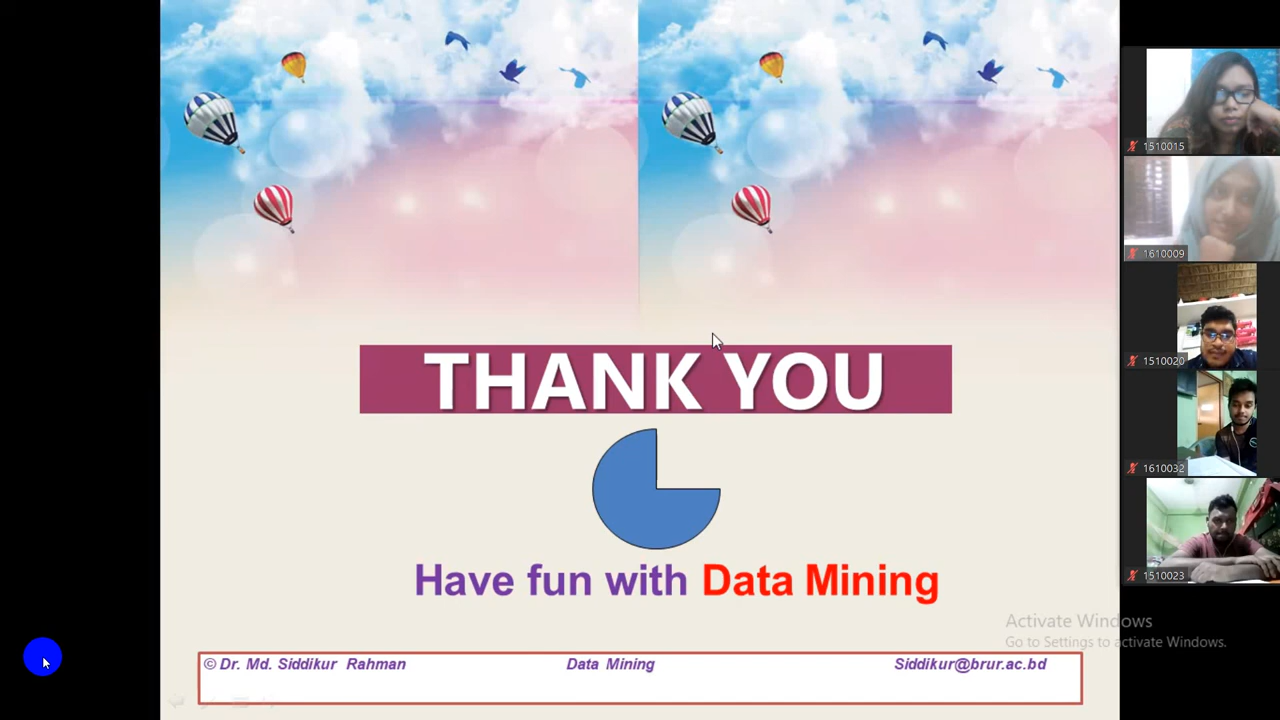 1510015
1610009
1510020
1610032
1510023
THANK YOU
Have fun with Data Mining
Activate Windows
Go to Settings to activate Windows.
© Dr. Md. Siddikur Rahman Data Mining Siddikur@brur.ac.bd